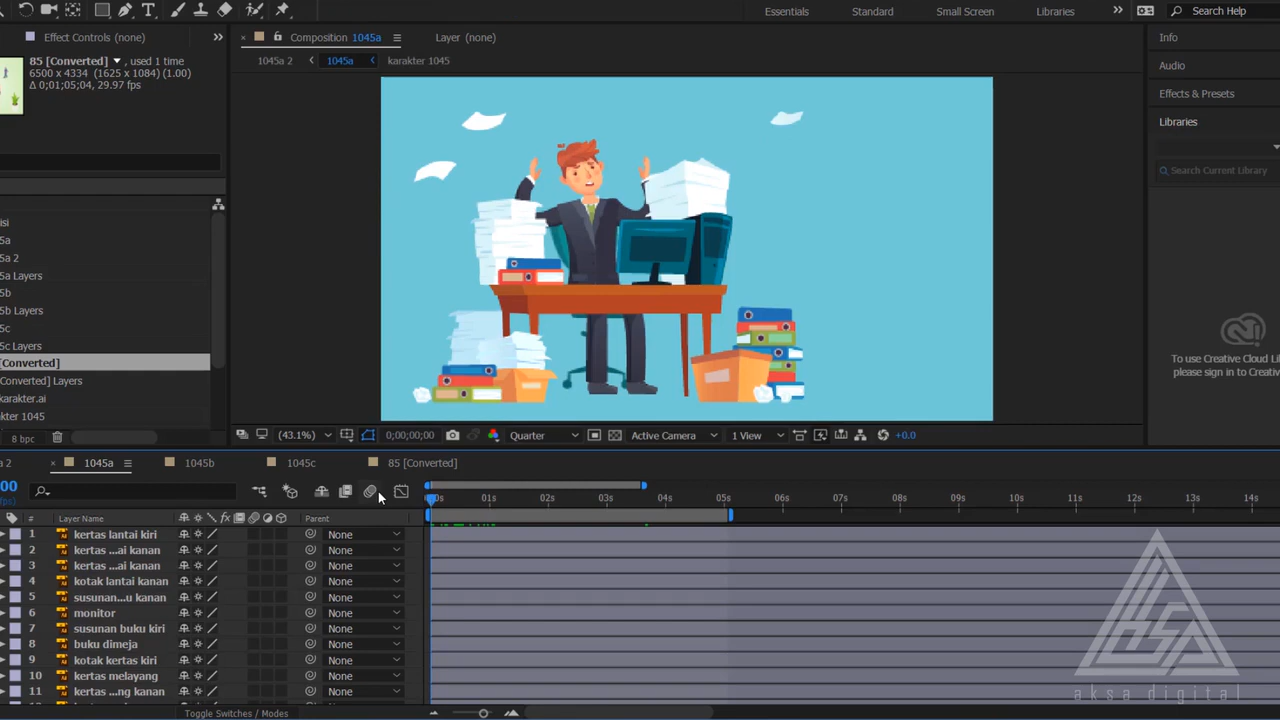 Essentials
Standard
Small Screen
Libraries
Search Help
Effect Controls (none)
Composition 1045a
Layer (none)
Info
85 [Converted] , used 1 time
6500 x 4334 (1625 x 1084) (1.00)
Δ 0;01;05;04, 29.97 fps
1045a 2
1045a
karakter 1045
Audio
Effects & Presets
Libraries
Search Current Library
isi
5a
5a 2
5a Layers
5b
5b Layers
5c
5c Layers
[Converted]
Converted] Layers
karakter.ai
kter 1045
To use Creative Cloud Lib
please sign in to Creativ
8 bpc
(43.1%)
0;00;00;00
Quarter
Active Camera
1 View
+0.0
a 2
1045a
1045b
1045c
85 [Converted]
00
fps)
0s
01s
02s
03s
04s
05s
06s
07s
08s
09s
10s
11s
12s
13s
14s
#
Layer Name
fx
Parent
1 kertas lantai kiri None
2 kertas ...ai kanan None
3 kertas ...ai kanan None
4 kotak lantai kanan None
5 susunan...u kanan None
6 monitor None
7 susunan buku kiri None
8 buku dimeja None
9 kotak kertas kiri None
10 kertas melayang None
11 kertas ...ng kanan None
Toggle Switches / Modes
aksa digital